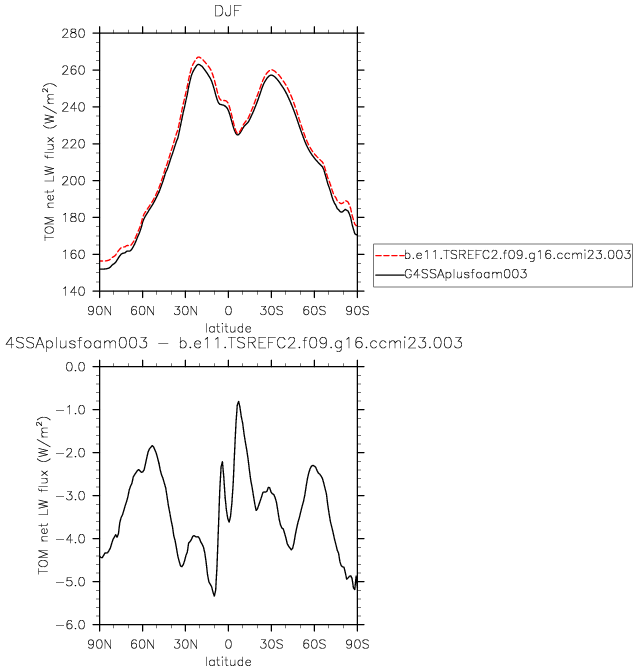 DJF
280
260
240
220
200
180
160
140
TOM net LW flux (W/m²)
90N 60N 30N 0 30S 60S 90S
latitude
b.e11.TSREFC2.f09.g16.ccmi23.003
G4SSAplusfoam003
4SSAplusfoam003 − b.e11.TSREFC2.f09.g16.ccmi23.003
0.0
−1.0
−2.0
−3.0
−4.0
−5.0
−6.0
TOM net LW flux (W/m²)
90N 60N 30N 0 30S 60S 90S
latitude